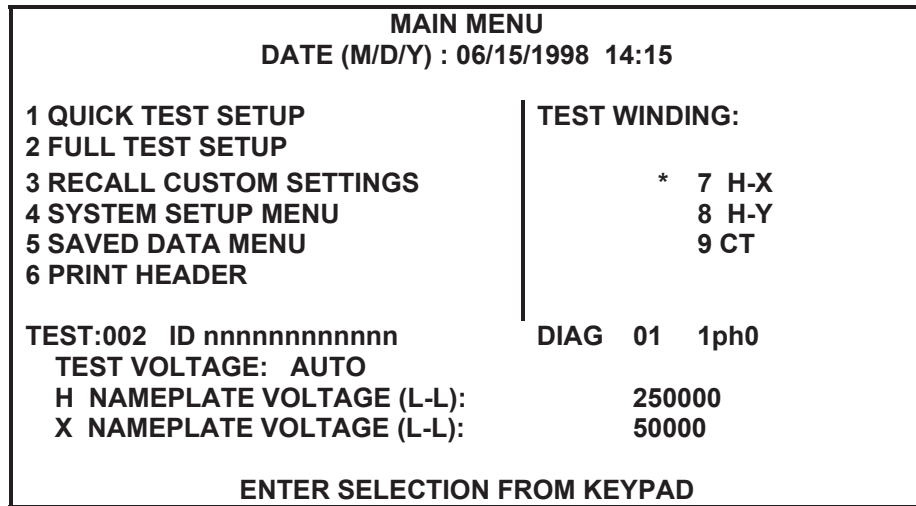 MAIN MENU
DATE (M/D/Y) : 06/15/1998 14:15
1 QUICK TEST SETUP
2 FULL TEST SETUP
3 RECALL CUSTOM SETTINGS
4 SYSTEM SETUP MENU
5 SAVED DATA MENU
6 PRINT HEADER
TEST WINDING:
* 7 H-X
8 H-Y
9 CT
TEST:002 ID nnnnnnnnnnnn DIAG 01 1ph0
TEST VOLTAGE: AUTO
H NAMEPLATE VOLTAGE (L-L): 250000
X NAMEPLATE VOLTAGE (L-L): 50000
ENTER SELECTION FROM KEYPAD